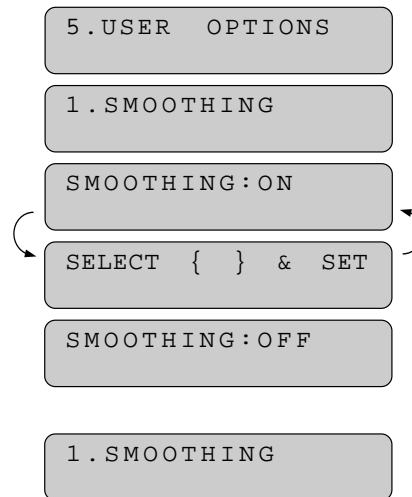 5.USER OPTIONS
1.SMOOTHING
SMOOTHING:ON
SELECT { } & SET
SMOOTHING:OFF
1.SMOOTHING